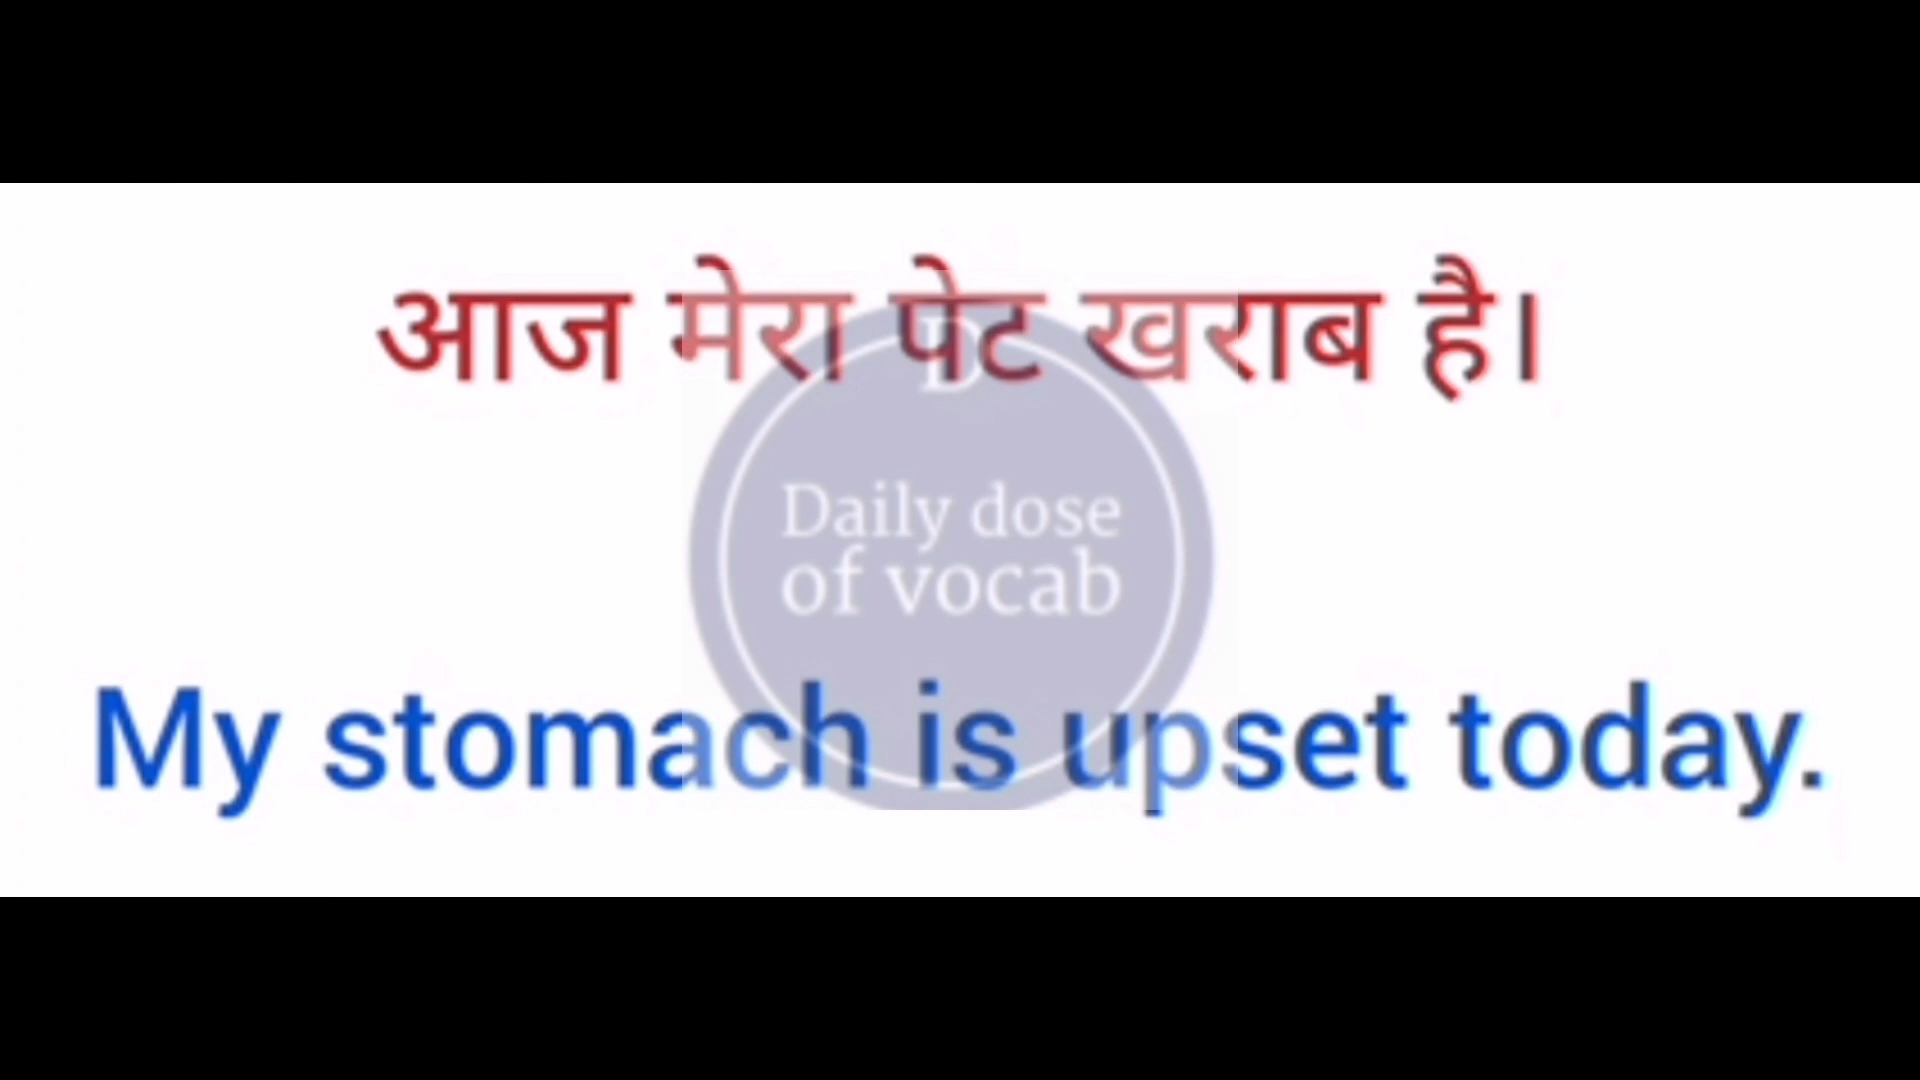 आज मेरा पेट खराब है।
D
Daily dose
of vocab
My stomach is upset today.